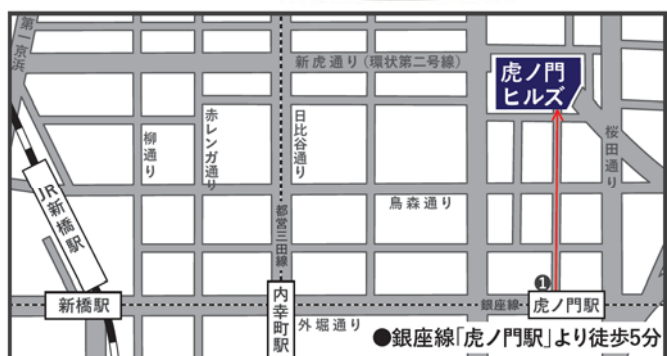 第一京浜
新虎通り(環状第二号線)
虎ノ門
ヒルズ
柳通り
赤レンガ通り
日比谷通り
桜田通り
JR新橋駅
烏森通り
都営三田線
❶
新橋駅
内幸町駅
銀座線
虎ノ門駅
外堀通り
●銀座線「虎ノ門駅」より徒歩5分